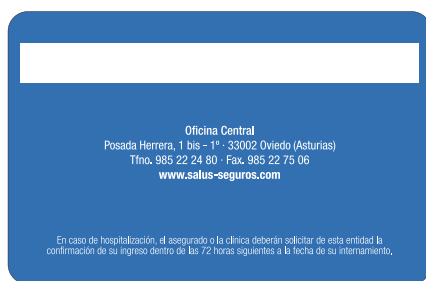 Oficina Central
Posada Herrera, 1 bis - 1º · 33002 Oviedo (Asturias)
Tfno. 985 22 24 80 · Fax. 985 22 75 06
www.salus-seguros.com
En caso de hospitalización, el asegurado o la clínica deberán solicitar de esta entidad la
confirmación de su ingreso dentro de las 72 horas siguientes a la fecha de su internamiento.